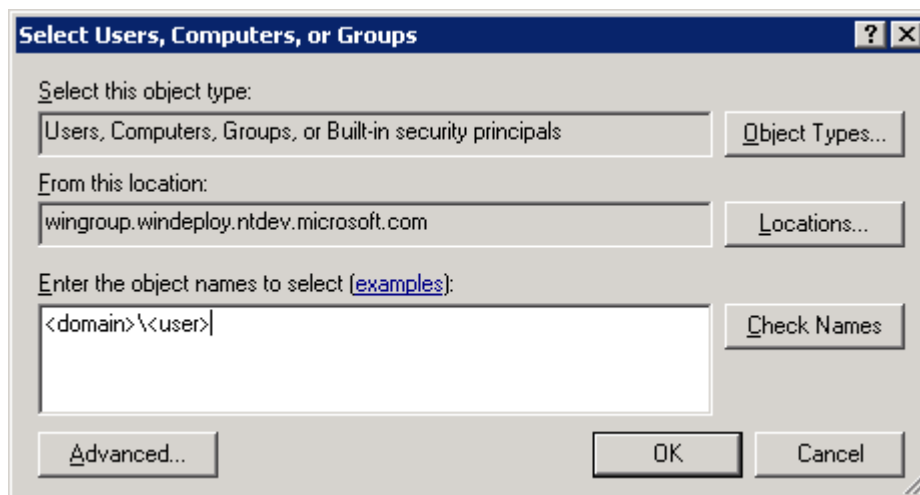 Select Users, Computers, or Groups
?
Select this object type:
Users, Computers, Groups, or Built-in security principals
Object Types...
From this location:
wingroup.windeploy.ntdev.microsoft.com
Locations...
Enter the object names to select (examples):
<domain>\<user>
Check Names
Advanced...
OK
Cancel